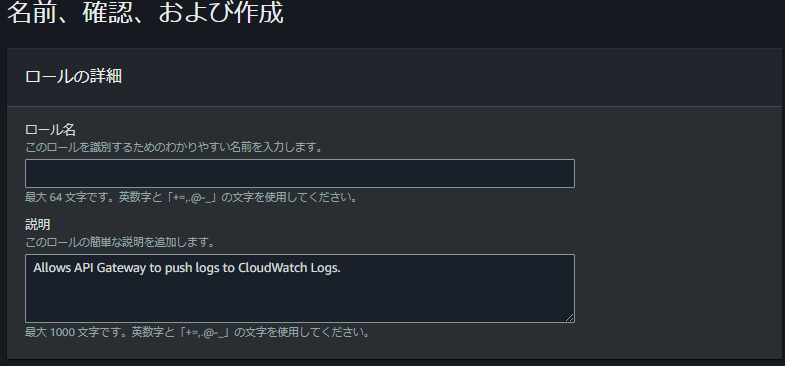 名前、確認、および作成
ロールの詳細
ロール名
このロールを識別するためのわかりやすい名前を入力します。
最大 64 文字です。英数字と「+=,.@-_」の文字を使用してください。
説明
このロールの簡単な説明を追加します。
Allows API Gateway to push logs to CloudWatch Logs.
最大 1000 文字です。英数字と「+=,.@-_」の文字を使用してください。